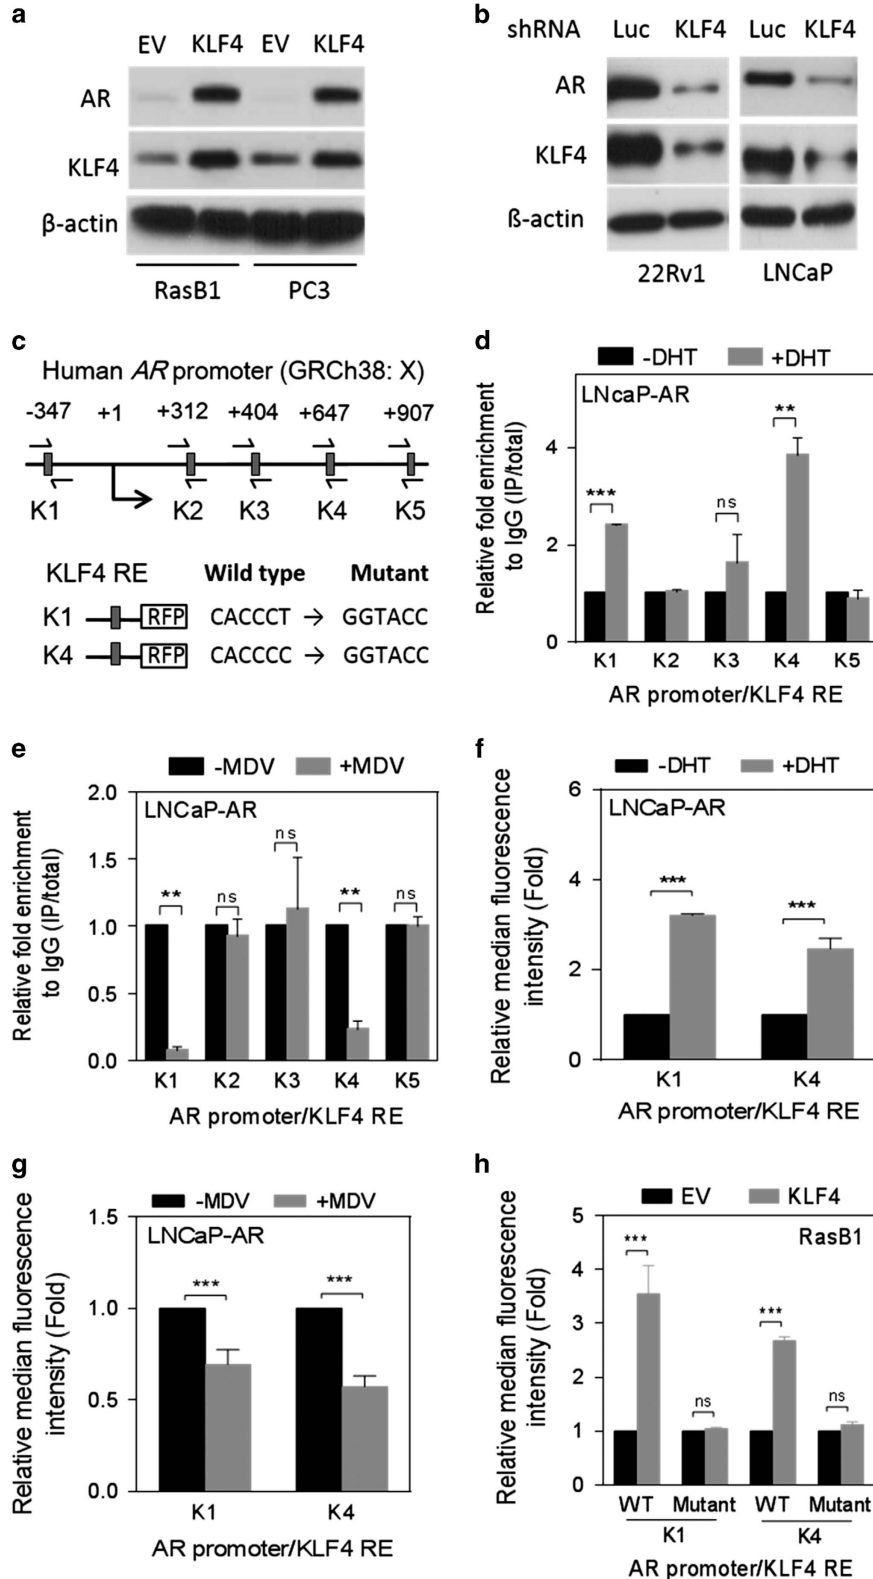 a
EV KLF4 EV KLF4
AR
KLF4
β-actin
RasB1 PC3
b
shRNA Luc KLF4 Luc KLF4
AR
KLF4
ß-actin
22Rv1 LNCaP
c
Human AR promoter (GRCh38: X)
-347 +1 +312 +404 +647 +907
K1 K2 K3 K4 K5
KLF4 RE Wild type Mutant
K1 RFP CACCCT → GGTACC
K4 RFP CACCCC → GGTACC
d
-DHT +DHT
LNcaP-AR
Relative fold enrichment
to IgG (IP/total)
4
2
0
***
ns
**
K1 K2 K3 K4 K5
AR promoter/KLF4 RE
e
-MDV +MDV
LNCaP-AR
Relative fold enrichment
to IgG (IP/total)
2.0
1.5
1.0
0.5
0.0
**
ns
ns
**
ns
K1 K2 K3 K4 K5
AR promoter/KLF4 RE
f
-DHT +DHT
LNCaP-AR
Relative median fluorescence
intensity (Fold)
6
4
2
0
***
***
K1 K4
AR promoter/KLF4 RE
g
-MDV +MDV
LNCaP-AR
Relative median fluorescence
intensity (Fold)
1.5
1.0
0.5
0.0
***
***
K1 K4
AR promoter/KLF4 RE
h
EV KLF4
RasB1
Relative median fluorescence
intensity (Fold)
5
4
3
2
1
0
***
ns
***
ns
WT Mutant WT Mutant
K1 K4
AR promoter/KLF4 RE